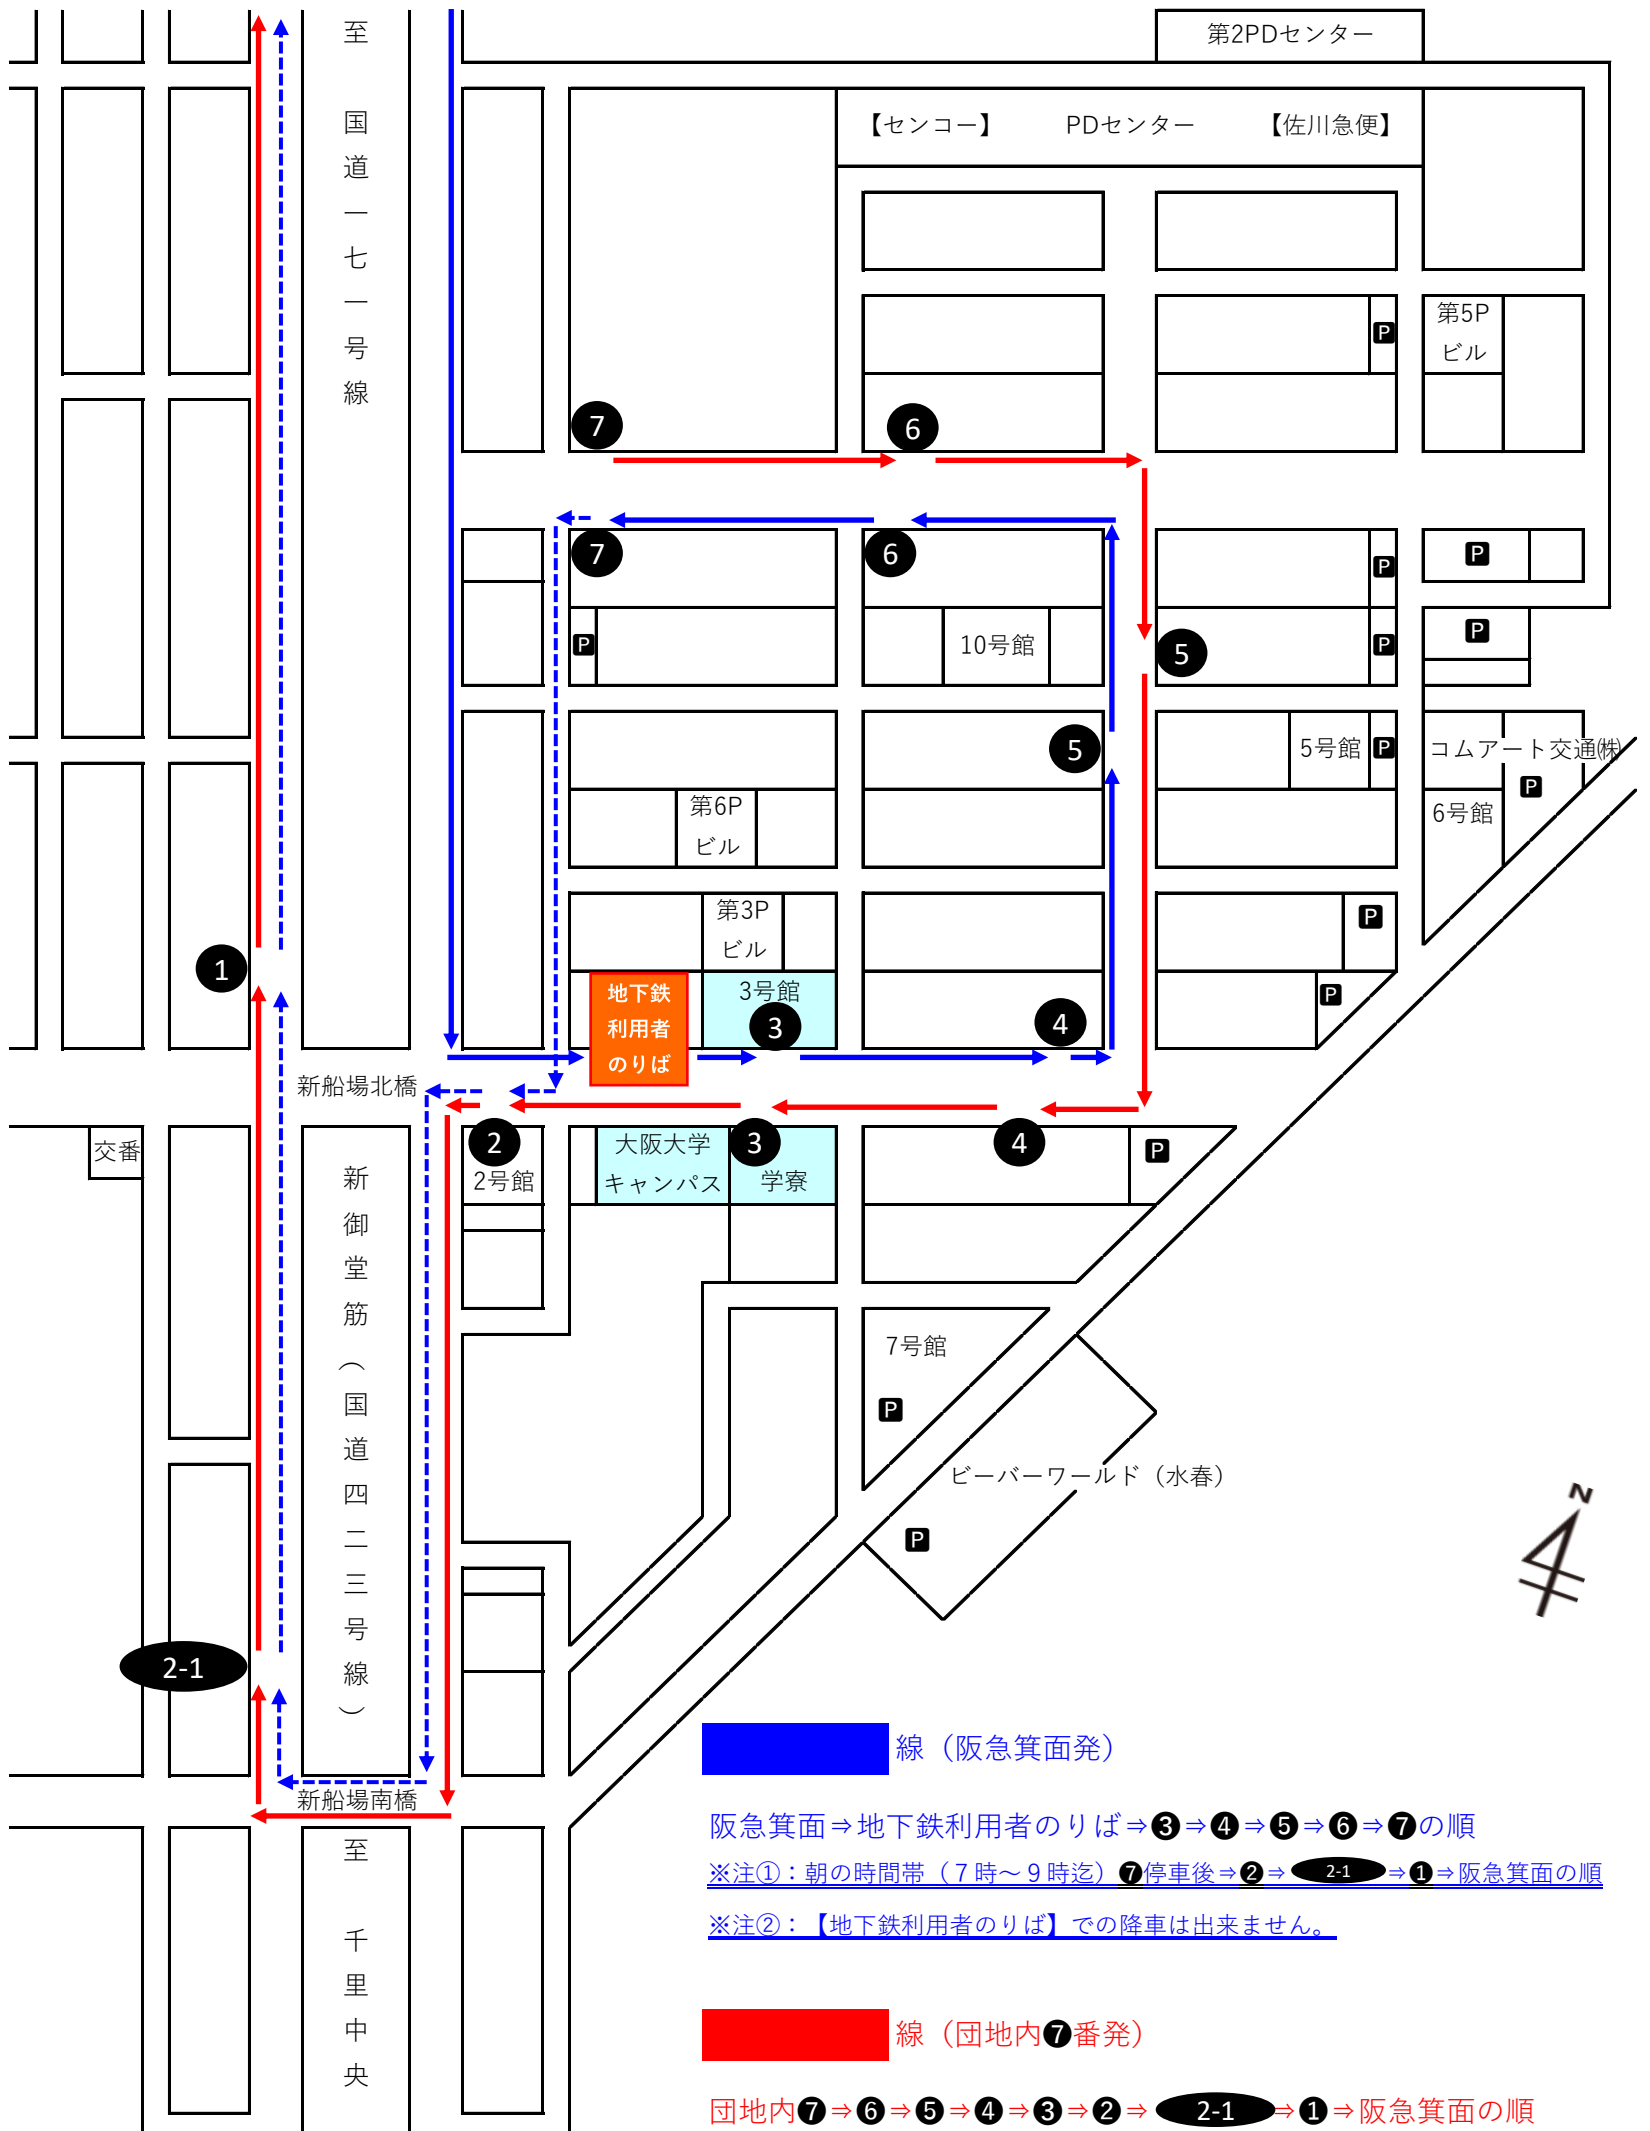 第2PDセンター
至 国道一七一号線
【センコー】 PDセンター 【佐川急便】
P
第5P
ビル
7
6
7
6
P
P
P
10号館
5
P
P
5
5号館
P
コムアート交通㈱
P
第6P
ビル
6号館
第3P
ビル
P
1
地下鉄
利用者
のりば
3号館
3
4
P
新船場北橋
交番
2
2号館
大阪大学
キャンパス
3
学寮
4
P
新御堂筋(国道四二三号線)
7号館
P
ビーバーワールド(水春)
N
P
2-1
線(阪急箕面発)
新船場南橋
阪急箕面⇒地下鉄利用者のりば⇒❸⇒❹⇒❺⇒❻⇒❼の順
※注①:朝の時間帯(7時~9時迄)❼停車後⇒❷⇒2-1⇒❶⇒阪急箕面の順
※注②:【地下鉄利用者のりば】での降車は出来ません。
至 千里中央
線(団地内❼番発)
団地内❼⇒❻⇒❺⇒❹⇒❸⇒❷⇒2-1⇒❶⇒阪急箕面の順